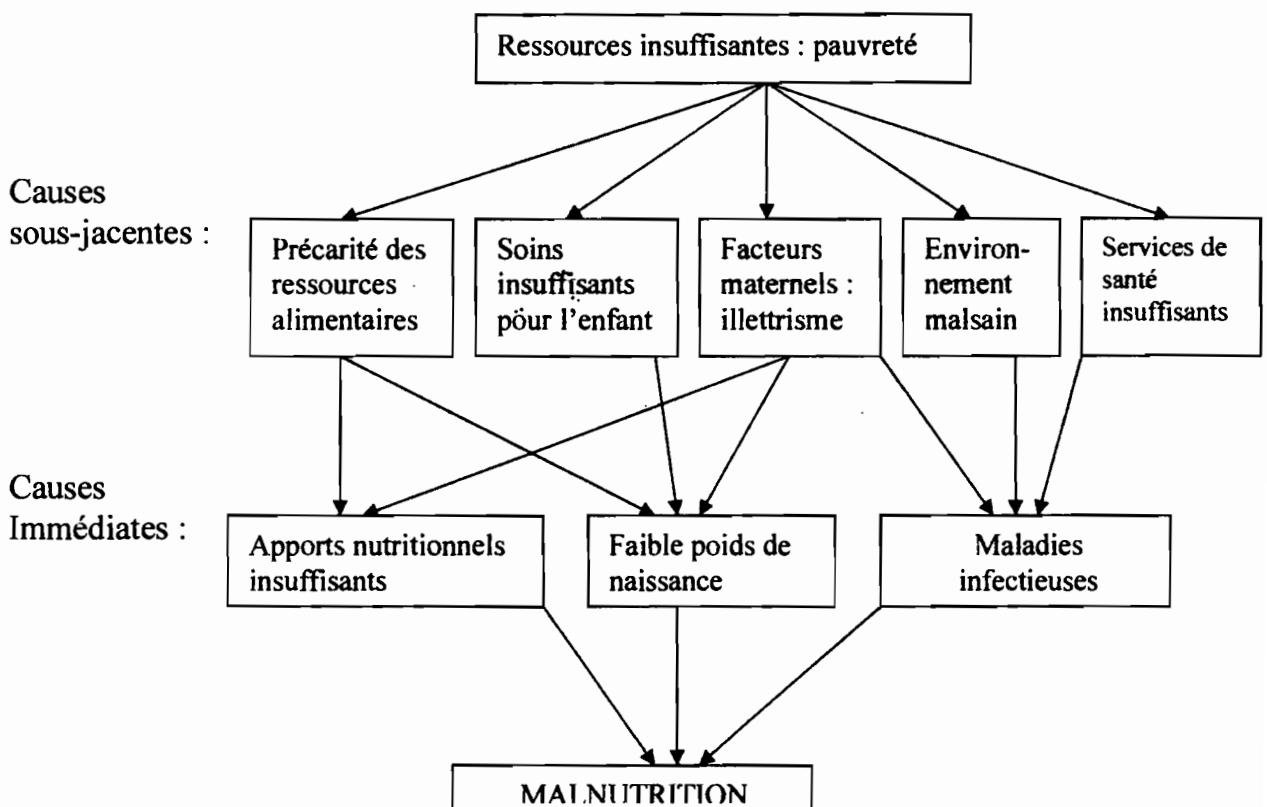 Ressources insuffisantes : pauvreté
Causes
sous-jacentes :
Précarité des
ressources
alimentaires
Soins
insuffisants
pour l'enfant
Facteurs
maternels :
illettrisme
Environ-
nement
malsain
Services de
santé
insuffisants
Causes
Immédiates :
Apports nutritionnels
insuffisants
Faible poids de
naissance
Maladies
infectieuses
MALNUTRITION